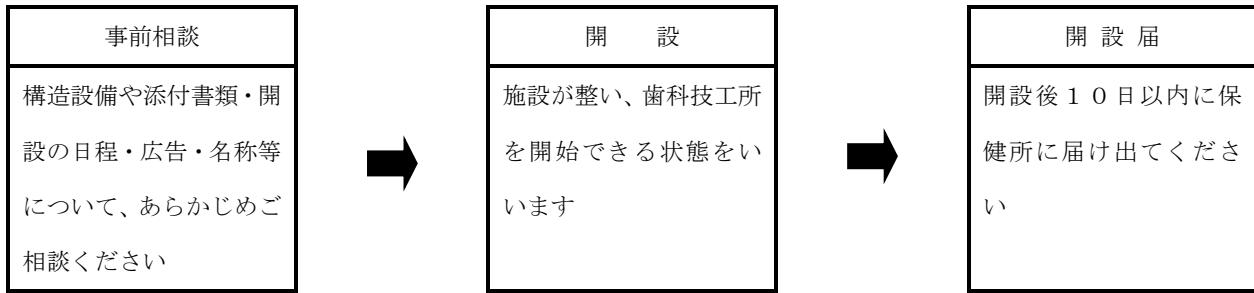 事前相談
構造設備や添付書類・開
設の日程・広告・名称等
について、あらかじめご
相談ください
開　　設
施設が整い、歯科技工所
を開始できる状態をい
います
開 設 届
開設後１０日以内に保
健所に届け出てくださ
い